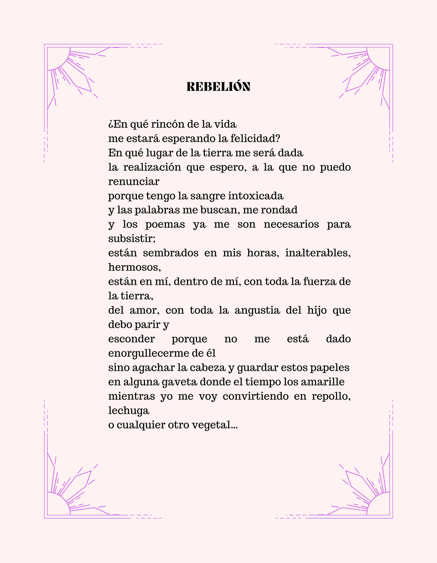 REBELIÓN
¿En qué rincón de la vida
me estará esperando la felicidad?
En qué lugar de la tierra me será dada
la realización que espero, a la que no puedo
renunciar
porque tengo la sangre intoxicada
y las palabras me buscan, me rondad
y los poemas ya me son necesarios para
subsistir;
están sembrados en mis horas, inalterables,
hermosos,
están en mí, dentro de mí, con toda la fuerza de
la tierra,
del amor, con toda la angustia del hijo que
debo parir y
esconder porque no me está dado
enorgullecerme de él
sino agachar la cabeza y guardar estos papeles
en alguna gaveta donde el tiempo los amarille
mientras yo me voy convirtiendo en repollo,
lechuga
o cualquier otro vegetal...